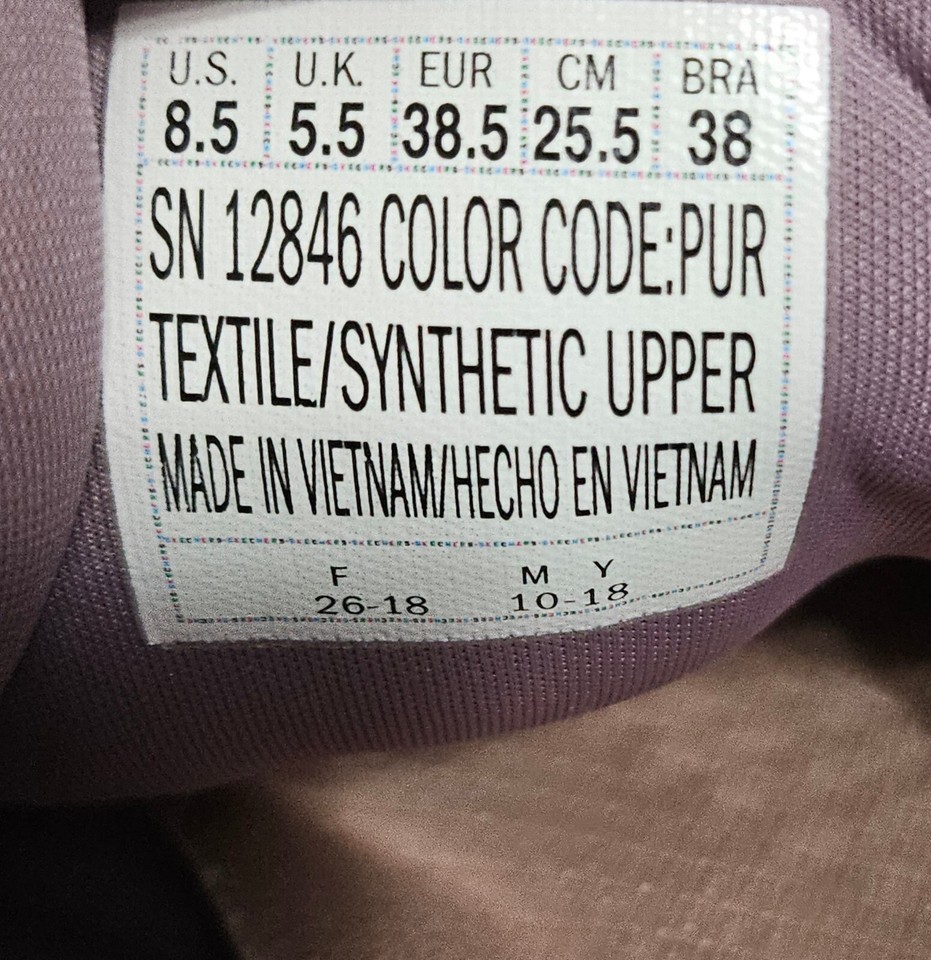 U.S. U.K. EUR CM BRA
8.5 5.5 38.5 25.5 38
SN 12846 COLOR CODE:PUR
TEXTILE/SYNTHETIC UPPER
MADE IN VIETNAM/HECHO EN VIETNAM
F M Y
26-18 10-18